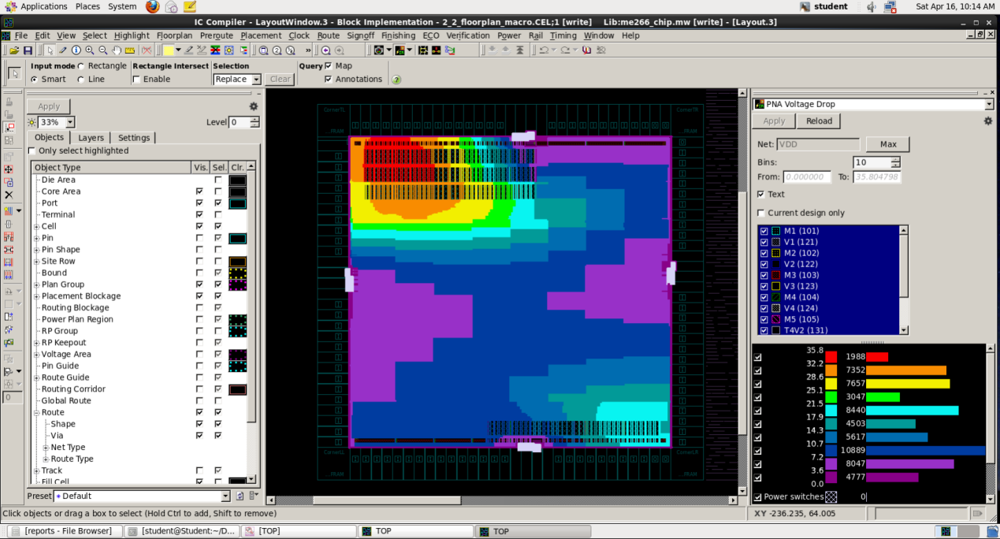 Applications Places System student Sat Apr 16, 10:14 AM
IC Compiler - LayoutWindow.3 - Block Implementation - 2_2_floorplan_macro.CEL;1 [write] Lib:me266_chip.mw [write] - [Layout.3]
File Edit View Select Highlight Floorplan Preroute Placement Clock Route Signoff Finishing ECO Verification Power Rail Timing Window Help
Input mode Rectangle Rectangle Intersect Selection Query Map
Smart Line Enable Replace Clear Annotations
Apply
33% Level 0
Objects Layers Settings
Only select highlighted
Object Type Vis. Sel. Clr.
Die Area
Core Area
Port
Terminal
Cell
Pin
Pin Shape
Site Row
Bound
Plan Group
Placement Blockage
Routing Blockage
Power Plan Region
RP Group
RP Keepout
Voltage Area
Pin Guide
Route Guide
Routing Corridor
Global Route
Route
Shape
Via
Net Type
Route Type
Track
Fill Cell
Preset Default
0
CornerTL CornerTR
...FRAM ...FRAM
CornerLL CornerLR
...FRAM ...FRAM
PNA Voltage Drop
Apply Reload
Net: VDD Max
Bins: 10
From: 0.000000 To: 35.804798
Text
Current design only
M1 (101)
V1 (121)
M2 (102)
V2 (122)
M3 (103)
V3 (123)
M4 (104)
V4 (124)
M5 (105)
T4V2 (131)
35.8
1988
32.2
7352
28.6
7657
25.1
3047
21.5
8440
17.9
4503
14.3
5617
10.7
10889
7.2
8047
3.6
4777
0.0
Power switches 0
Click objects or drag a box to select (Hold Ctrl to add, Shift to remove) XY -236.235, 64.005
[reports - File Browser] [student@Student:~/D... [TOP] TOP TOP